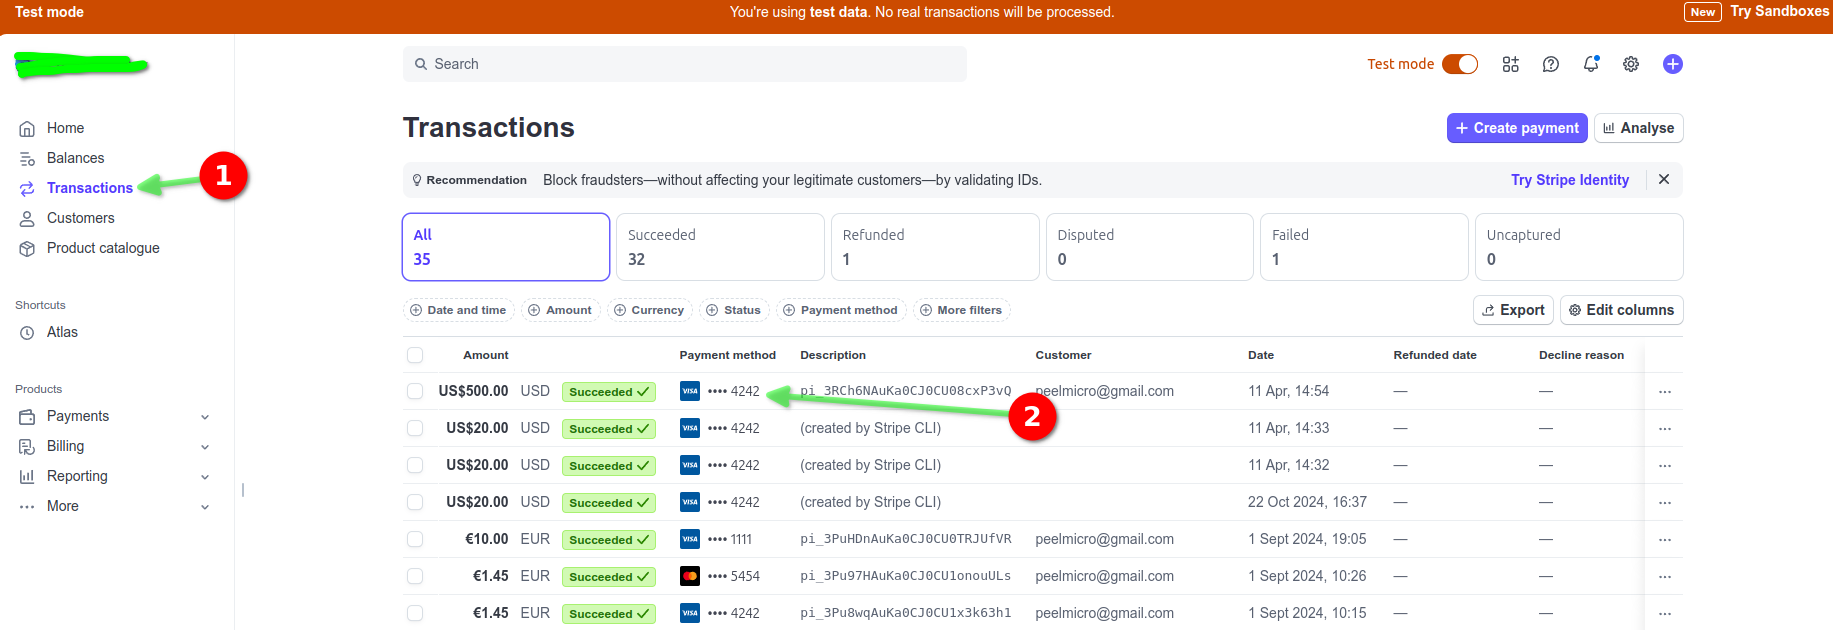 Test mode
You're using test data. No real transactions will be processed.
New Try Sandboxes
Search
Test mode
Home
Balances
Transactions
Customers
Product catalogue
Shortcuts
Atlas
Products
Payments
Billing
Reporting
More
1
Transactions
Create payment
Analyse
Recommendation Block fraudsters—without affecting your legitimate customers—by validating IDs. Try Stripe Identity
All
35
Succeeded
32
Refunded
1
Disputed
0
Failed
1
Uncaptured
0
Date and time Amount Currency Status Payment method More filters Export Edit columns
Amount Payment method Description Customer Date Refunded date Decline reason
US$500.00 USD Succeeded VISA •••• 4242 pi_3RCh6NAuKa0CJ0CU08cxP3vQ peelmicro@gmail.com 11 Apr, 14:54 — — ···
2
US$20.00 USD Succeeded VISA •••• 4242 (created by Stripe CLI) 11 Apr, 14:33 — — ···
US$20.00 USD Succeeded VISA •••• 4242 (created by Stripe CLI) 11 Apr, 14:32 — — ···
US$20.00 USD Succeeded VISA •••• 4242 (created by Stripe CLI) 22 Oct 2024, 16:37 — — ···
€10.00 EUR Succeeded VISA •••• 1111 pi_3PuHDnAuKa0CJ0CU0TRJUfVR peelmicro@gmail.com 1 Sept 2024, 19:05 — — ···
€1.45 EUR Succeeded •••• 5454 pi_3Pu97HAuKa0CJ0CU1onouULs peelmicro@gmail.com 1 Sept 2024, 10:26 — — ···
€1.45 EUR Succeeded VISA •••• 4242 pi_3Pu8wqAuKa0CJ0CU1x3k63h1 peelmicro@gmail.com 1 Sept 2024, 10:15 — — ···